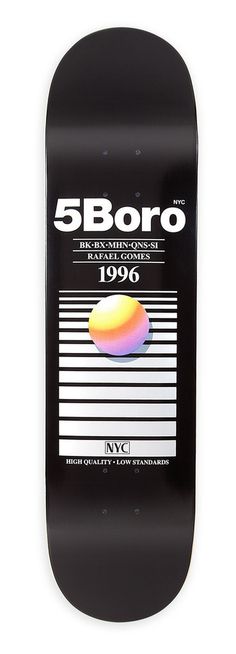 5Boro NYC
BK•BX•MHN•QNS•SI
RAFAEL GOMES
1996
NYC
HIGH QUALITY • LOW STANDARDS